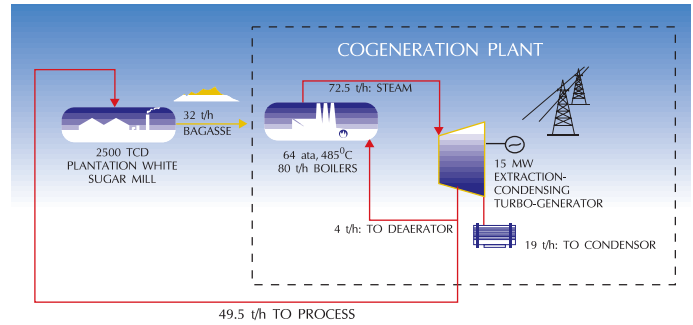 COGENERATION PLANT
72.5 t/h: STEAM
32 t/h
BAGASSE
2500 TCD
PLANTATION WHITE
SUGAR MILL
64 ata, 485⁰C
80 t/h BOILERS
15 MW
EXTRACTION-
CONDENSING
TURBO-GENERATOR
4 t/h: TO DEAERATOR
19 t/h: TO CONDENSOR
49.5 t/h TO PROCESS